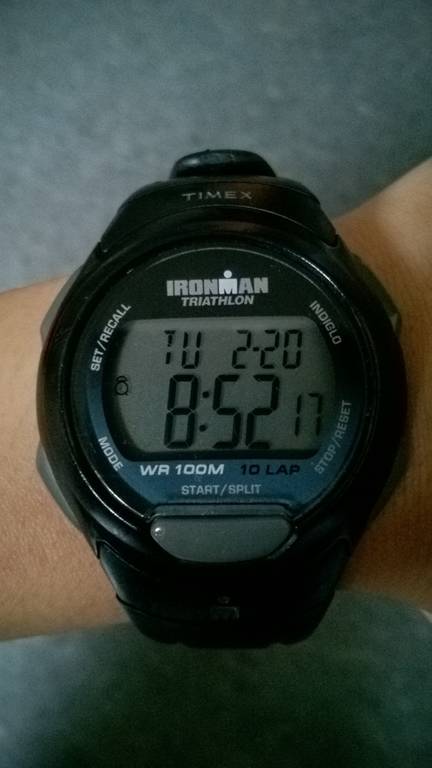 TIMEX
IRONMAN
TRIATHLON
SET/RECALL
INDIGLO
TU 2-20
8:52 17
MODE
STOP/RESET
WR 100M 10 LAP
START/SPLIT